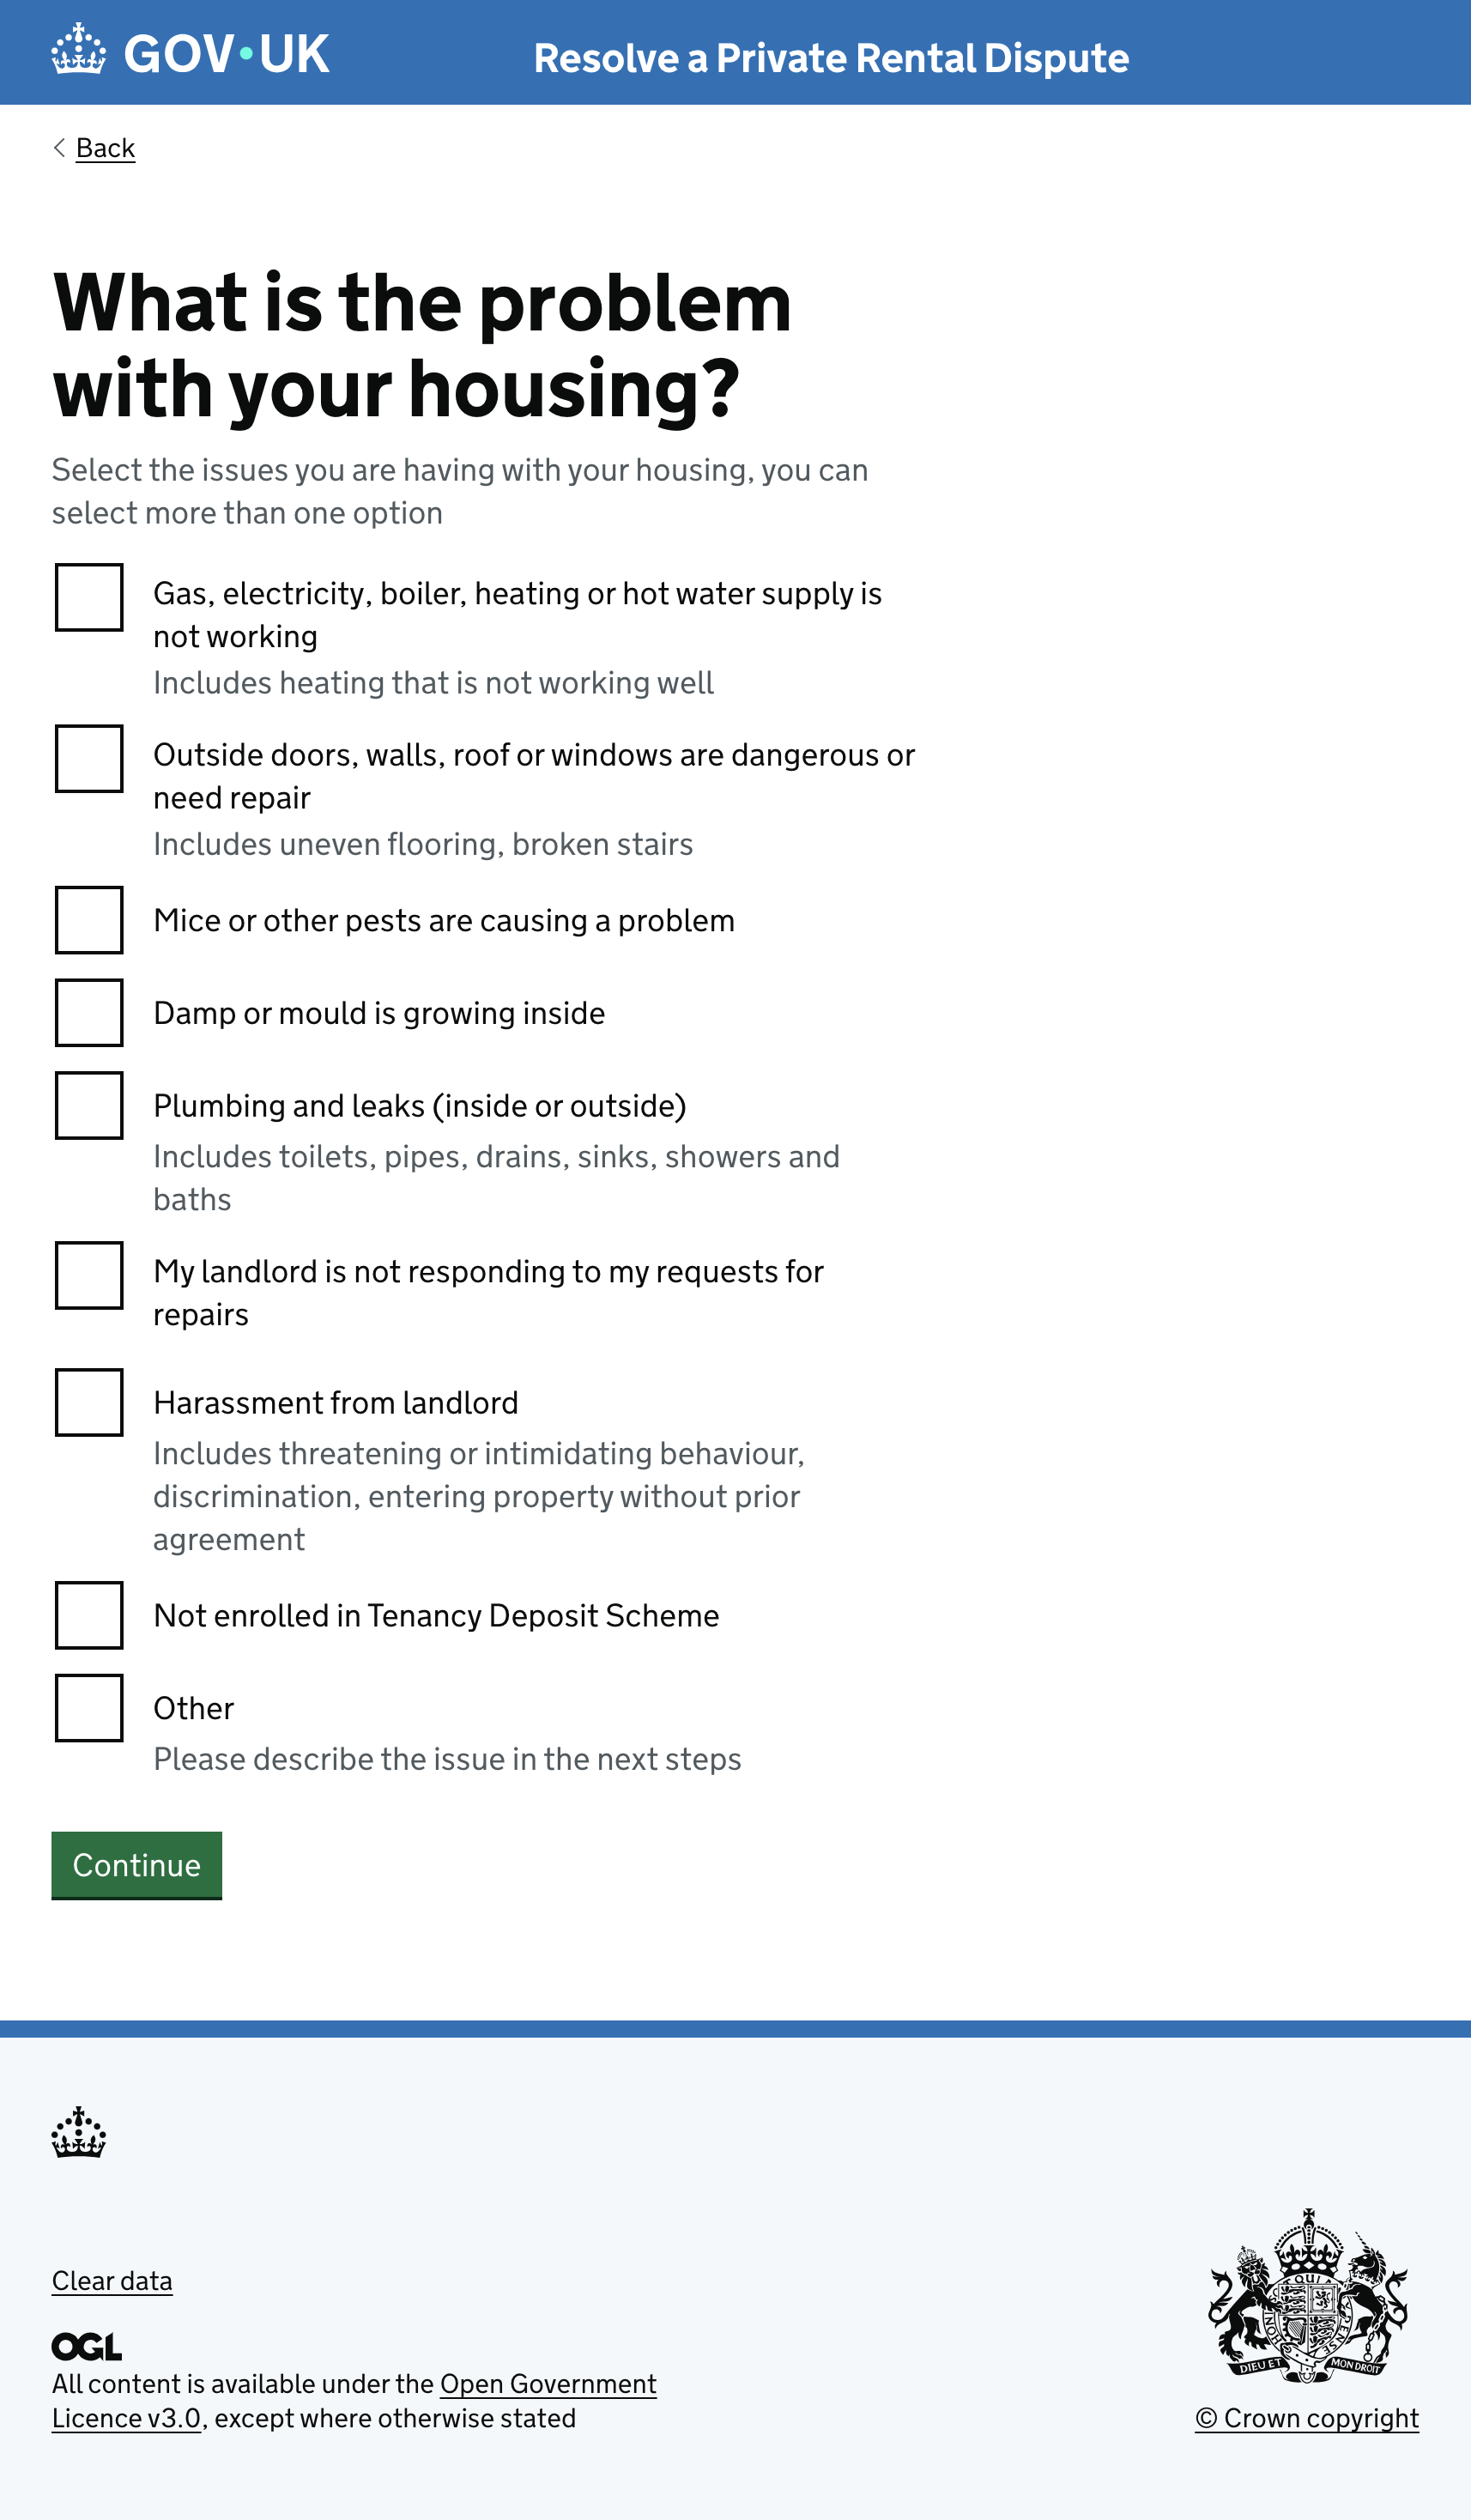 GOV•UK
Resolve a Private Rental Dispute
Back
What is the problem
with your housing?
Select the issues you are having with your housing, you can
select more than one option
Gas, electricity, boiler, heating or hot water supply is
not working
Includes heating that is not working well
Outside doors, walls, roof or windows are dangerous or
need repair
Includes uneven flooring, broken stairs
Mice or other pests are causing a problem
Damp or mould is growing inside
Plumbing and leaks (inside or outside)
Includes toilets, pipes, drains, sinks, showers and
baths
My landlord is not responding to my requests for
repairs
Harassment from landlord
Includes threatening or intimidating behaviour,
discrimination, entering property without prior
agreement
Not enrolled in Tenancy Deposit Scheme
Other
Please describe the issue in the next steps
Continue
Clear data
OGL
All content is available under the Open Government
Licence v3.0, except where otherwise stated
DIEU ET MON DROIT
© Crown copyright